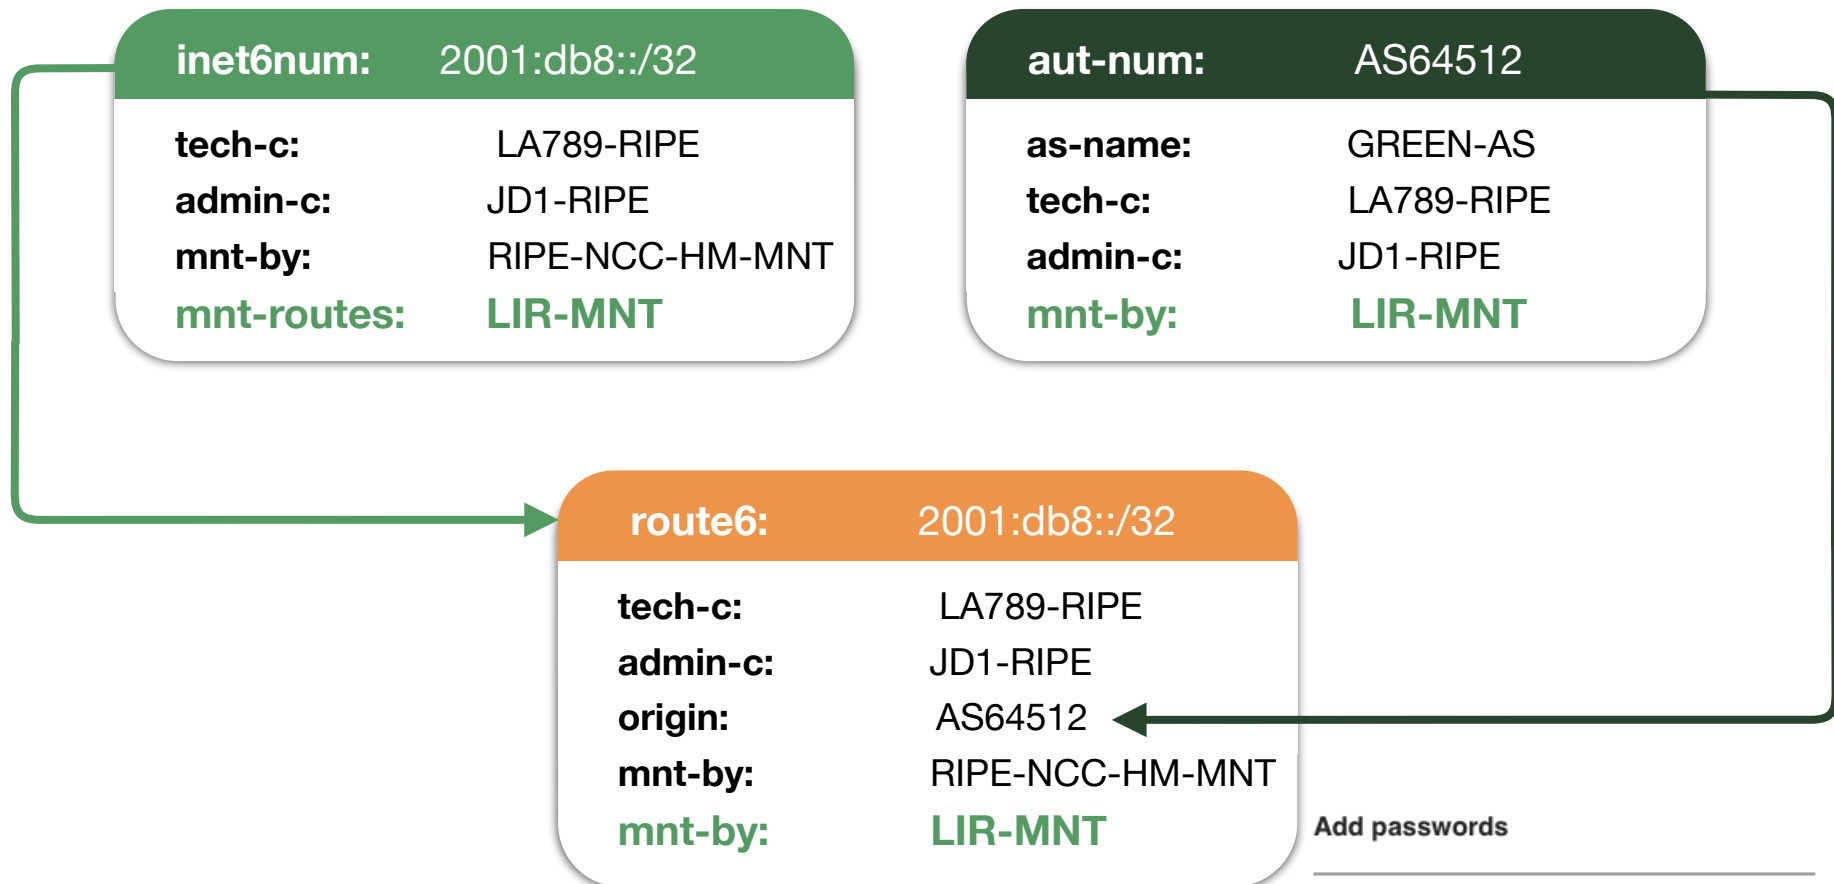 inet6num: 2001:db8::/32
tech-c: LA789-RIPE
admin-c: JD1-RIPE
mnt-by: RIPE-NCC-HM-MNT
mnt-routes: LIR-MNT
aut-num: AS64512
as-name: GREEN-AS
tech-c: LA789-RIPE
admin-c: JD1-RIPE
mnt-by: LIR-MNT
route6: 2001:db8::/32
tech-c: LA789-RIPE
admin-c: JD1-RIPE
origin: AS64512
mnt-by: RIPE-NCC-HM-MNT
mnt-by: LIR-MNT
Add passwords